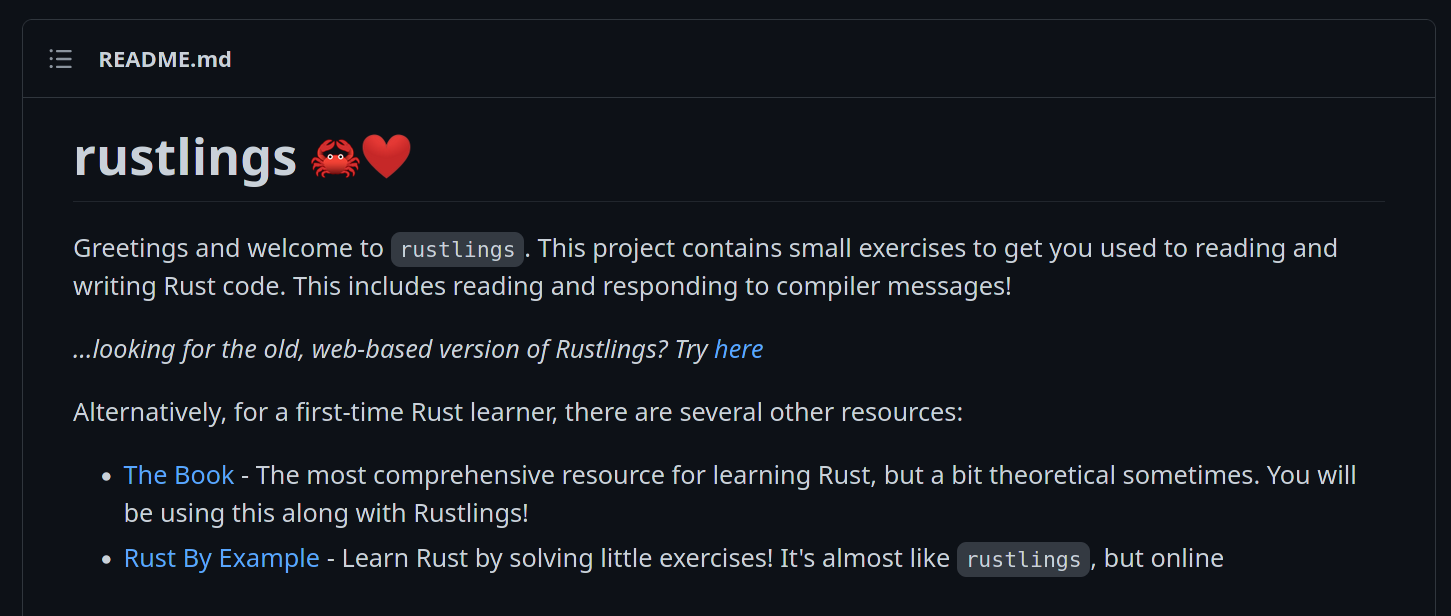 README.md
rustlings 🦀❤️
Greetings and welcome to rustlings. This project contains small exercises to get you used to reading and
writing Rust code. This includes reading and responding to compiler messages!
...looking for the old, web-based version of Rustlings? Try here
Alternatively, for a first-time Rust learner, there are several other resources:
• The Book - The most comprehensive resource for learning Rust, but a bit theoretical sometimes. You will
be using this along with Rustlings!
• Rust By Example - Learn Rust by solving little exercises! It's almost like rustlings, but online